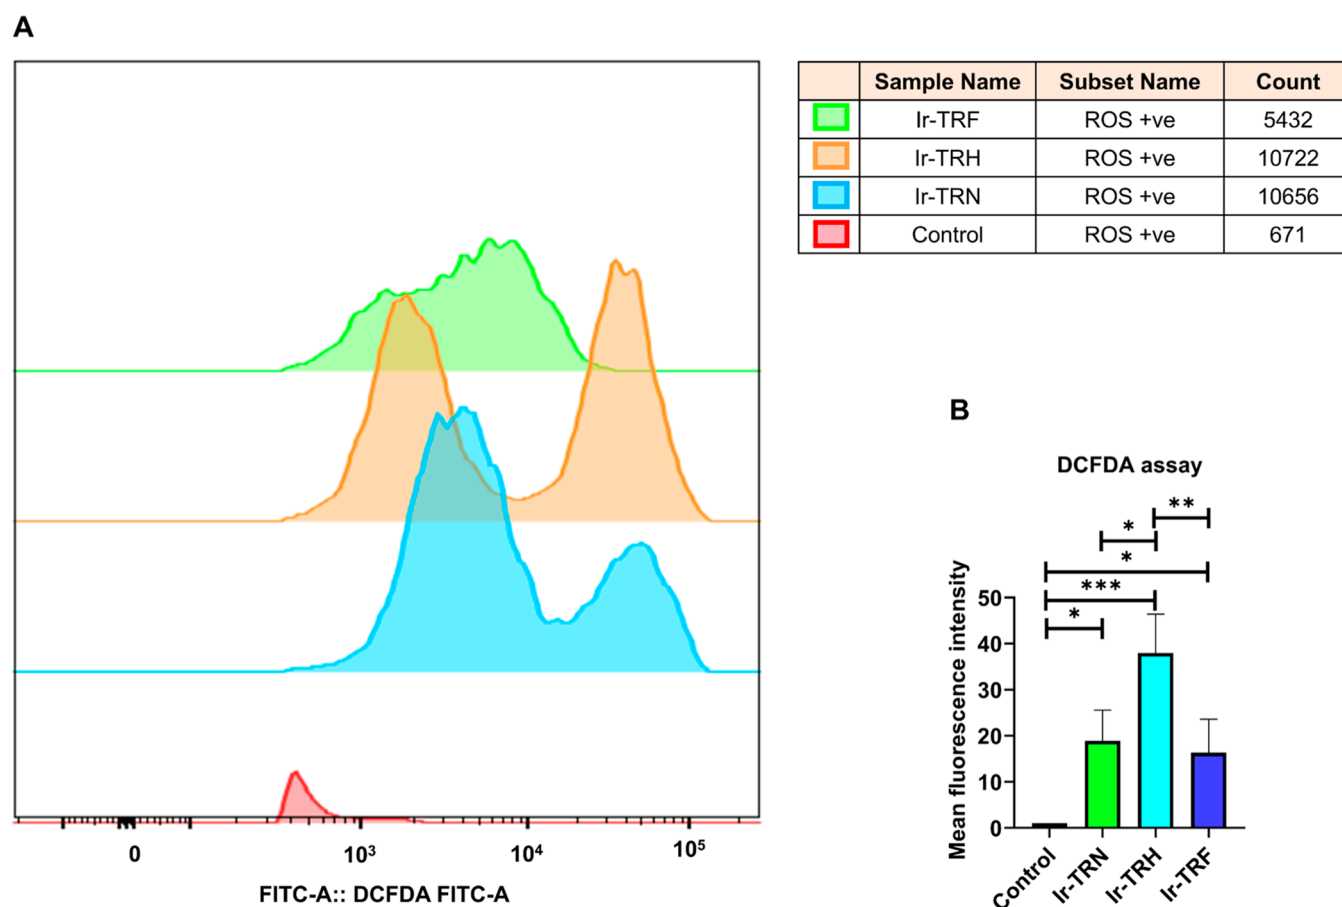 A
Sample Name Subset Name Count
Ir-TRF ROS +ve 5432
Ir-TRH ROS +ve 10722
Ir-TRN ROS +ve 10656
Control ROS +ve 671
0 10³ 10⁴ 10⁵
FITC-A:: DCFDA FITC-A
B
DCFDA assay
**
*
*
***
*
Mean fluorescence intensity
50
40
30
20
10
0
Control Ir-TRN Ir-TRH Ir-TRF